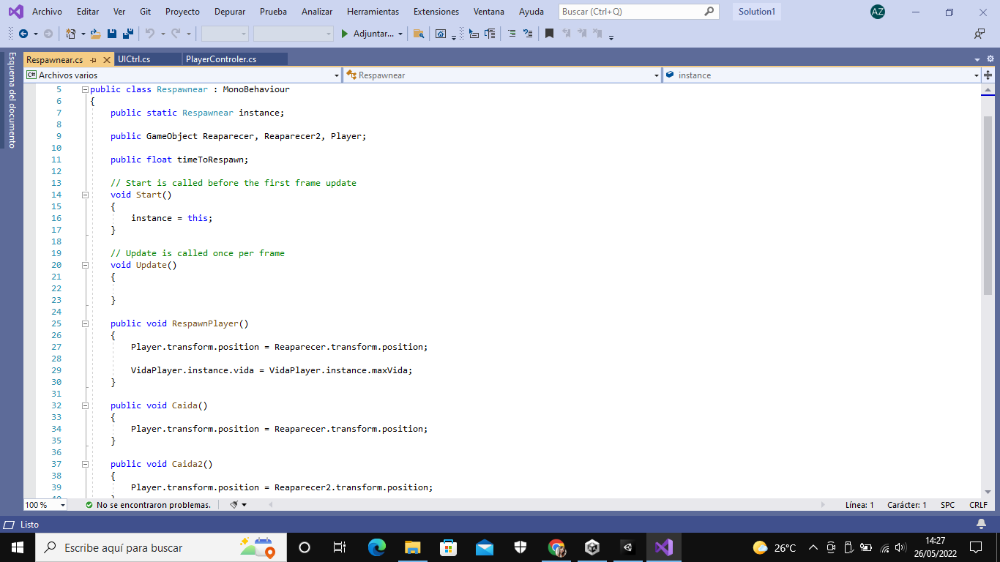 Archivo Editar Ver Git Proyecto Depurar Prueba Analizar Herramientas Extensiones Ventana Ayuda Buscar (Ctrl+Q) Solution1 AZ
Adjuntar...
Respawnear.cs UICtrl.cs PlayerControler.cs
Esquema del documento
C# Archivos varios Respawnear instance
5 public class Respawnear : MonoBehaviour
6 {
7 public static Respawnear instance;
8
9 public GameObject Reaparecer, Reaparecer2, Player;
10
11 public float timeToRespawn;
12
13 // Start is called before the first frame update
14 void Start()
15 {
16 instance = this;
17 }
18
19 // Update is called once per frame
20 void Update()
21 {
22
23 }
24
25 public void RespawnPlayer()
26 {
27 Player.transform.position = Reaparecer.transform.position;
28
29 VidaPlayer.instance.vida = VidaPlayer.instance.maxVida;
30 }
31
32 public void Caida()
33 {
34 Player.transform.position = Reaparecer.transform.position;
35 }
36
37 public void Caida2()
38 {
39 Player.transform.position = Reaparecer2.transform.position;
40 }
100 % No se encontraron problemas. Línea: 1 Carácter: 1 SPC CRLF
Listo
Escribe aquí para buscar 26°C 14:27
26/05/2022